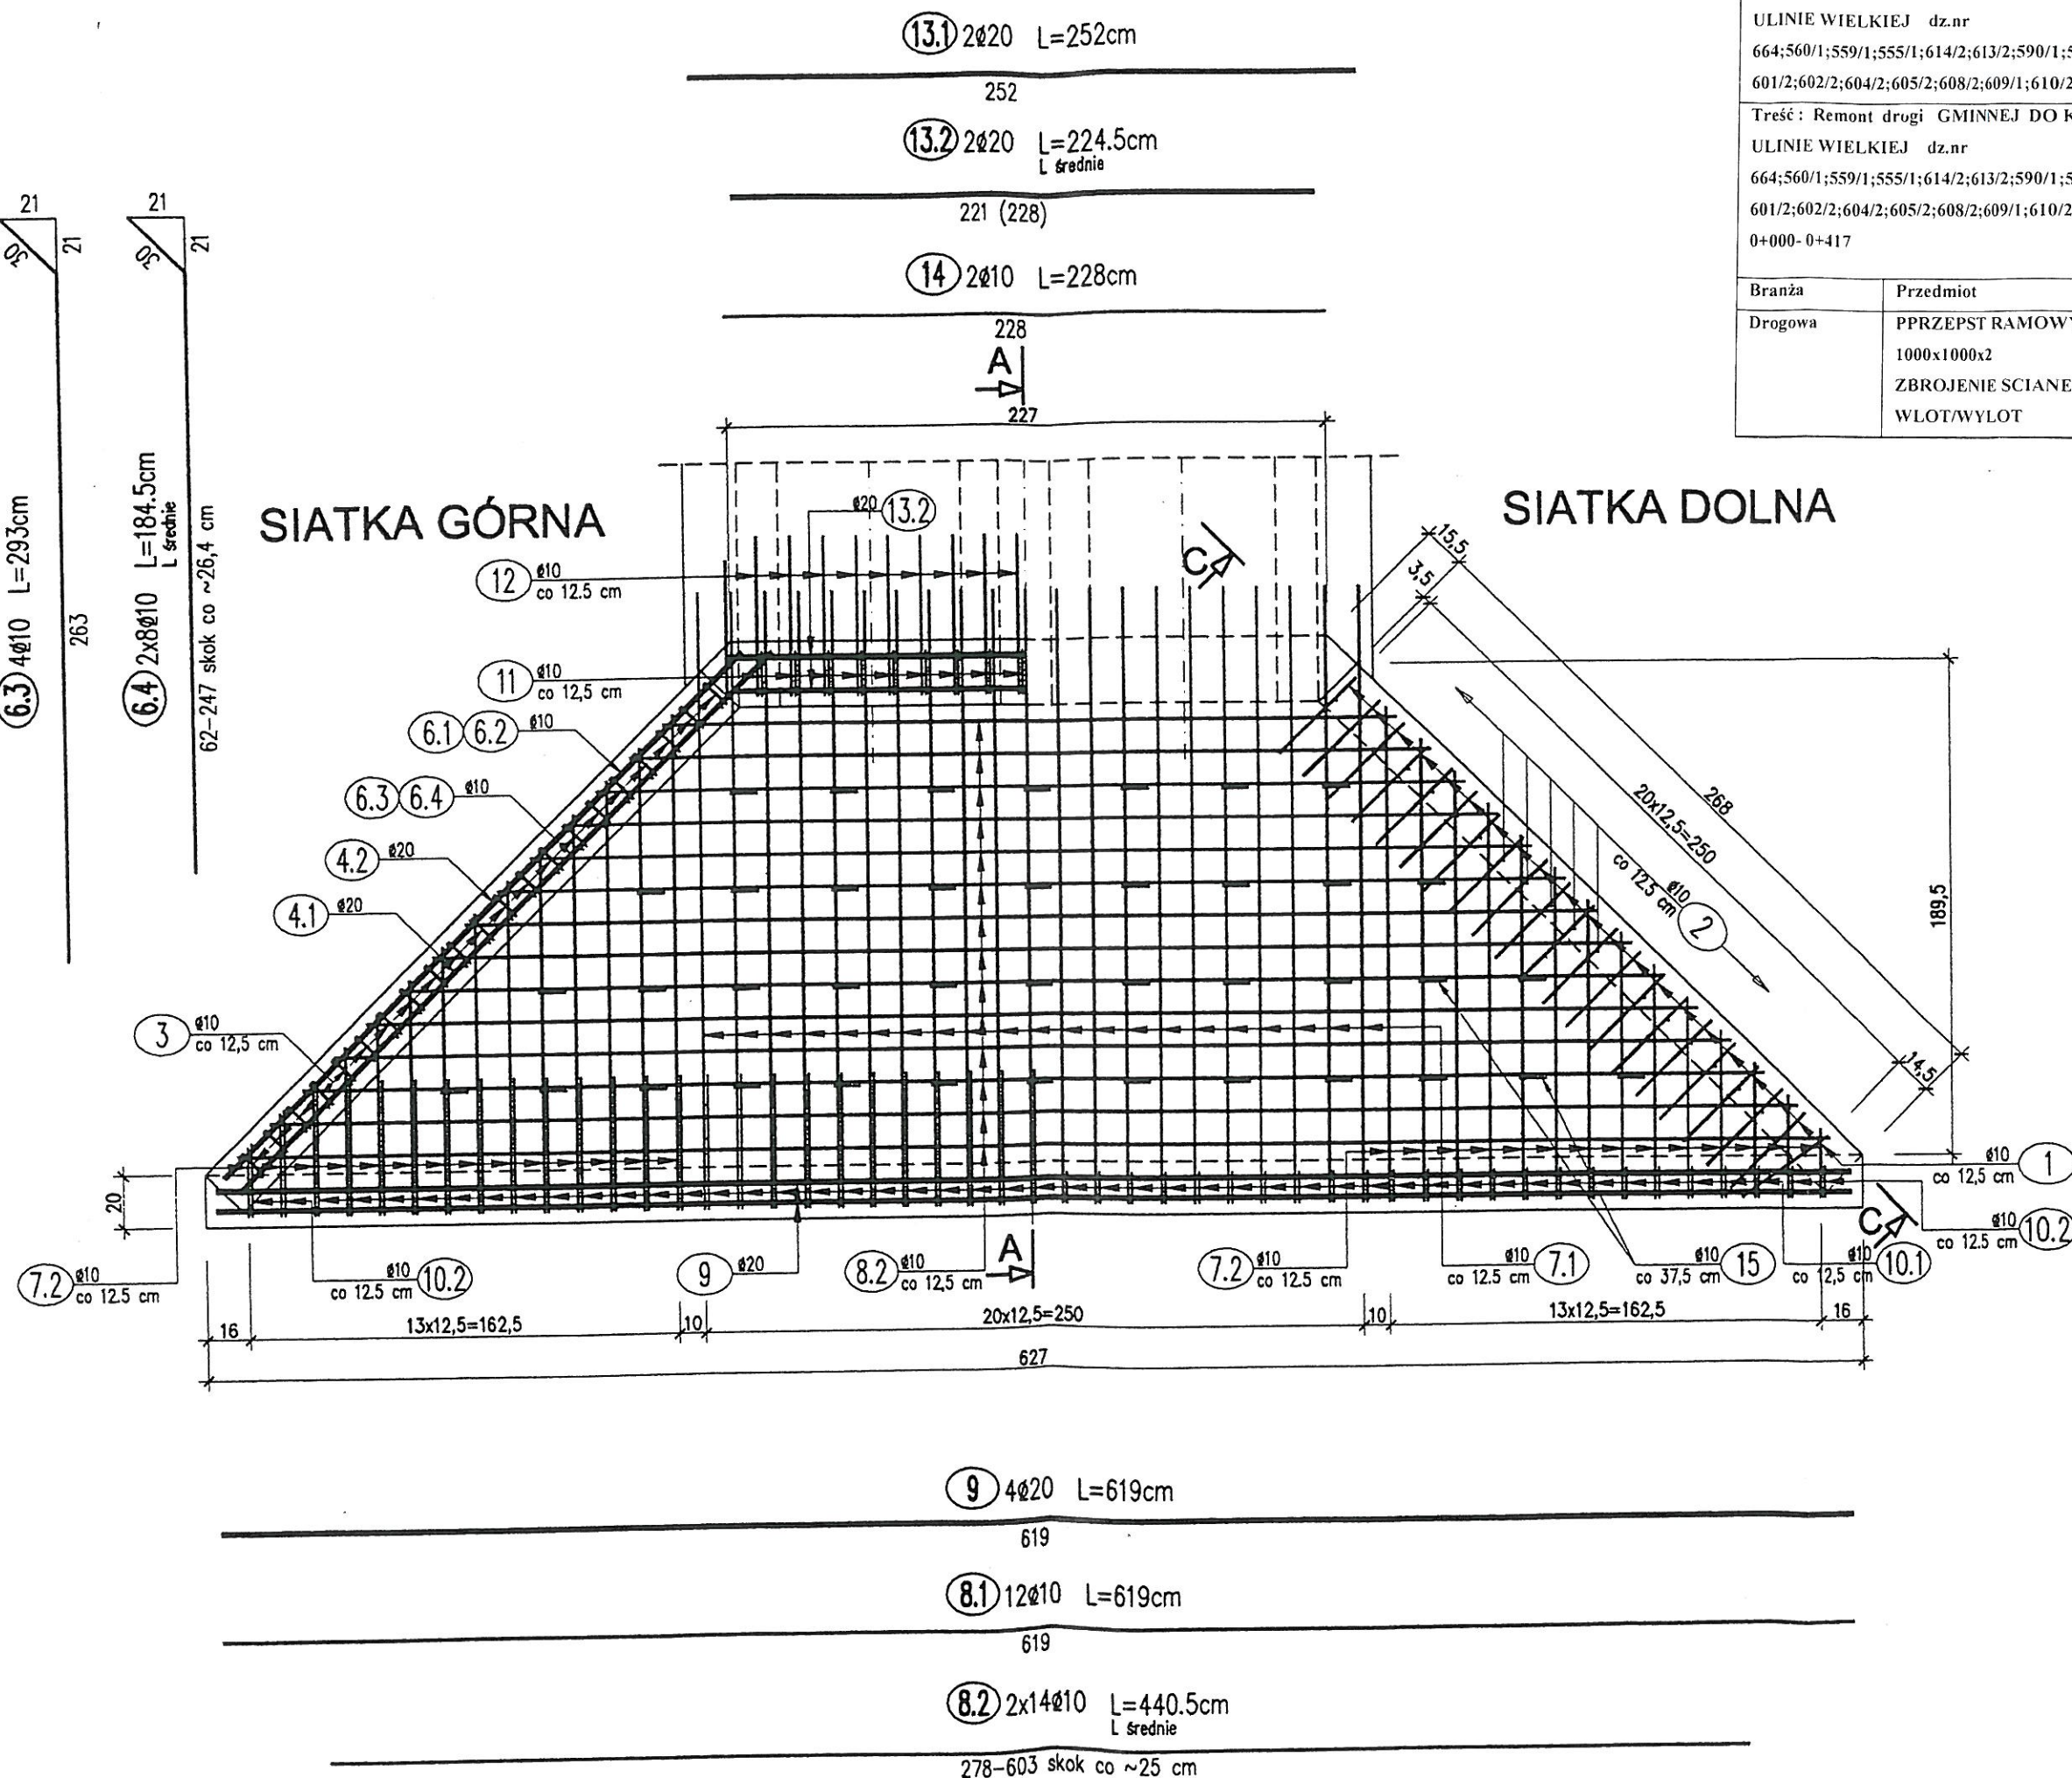 13.1 2ø20 L=252cm
252
13.2 2ø20 L=224.5cm
L średnie
221 (228)
14 2ø10 L=228cm
228
A
227
ULINIE WIELKIEJ dz.nr
664;560/1;559/1;555/1;614/2;613/2;590/1;
601/2;602/2;604/2;605/2;608/2;609/1;610/2
Treść : Remont drogi GMINNEJ DO
ULINIE WIELKIEJ dz.nr
664;560/1;559/1;555/1;614/2;613/2;590/1;
601/2;602/2;604/2;605/2;608/2;609/1;610/2
0+000- 0+417
Branża Przedmiot
Drogowa PPRZEPST RAMOWY
1000x1000x2
ZBROJENIE SCIANE
WLOT/WYLOT
21
21
30
6.3 4ø10 L=293cm
263
21
21
30
6.4 2x8ø10 L=184.5cm
L średnie
62-247 skok co ~26,4 cm
SIATKA GÓRNA
SIATKA DOLNA
ø20 13.2
12 ø10
co 12.5 cm
C
11 ø10
co 12,5 cm
6.1 6.2 ø10
6.3 6.4 ø10
4.2 ø20
4.1 ø20
3 ø10
co 12,5 cm
15,5
3,5
268
20x12,5=250
ø10 2
co 12.5 cm
189,5
14,5
20
1 ø10
co 12,5 cm
C
ø10 10.2
co 12.5 cm
7.2 ø10
co 12.5 cm
ø10 10.2
co 12.5 cm
9 ø20
8.2 ø10
co 12,5 cm
A
7.2 ø10
co 12.5 cm
ø10 7.1
co 12.5 cm
ø10 15
co 37,5 cm
ø10 10.1
co 12,5 cm
16
13x12,5=162,5
10
20x12,5=250
10
13x12,5=162,5
16
627
9 4ø20 L=619cm
619
8.1 12ø10 L=619cm
619
8.2 2x14ø10 L=440.5cm
L średnie
278-603 skok co ~25 cm